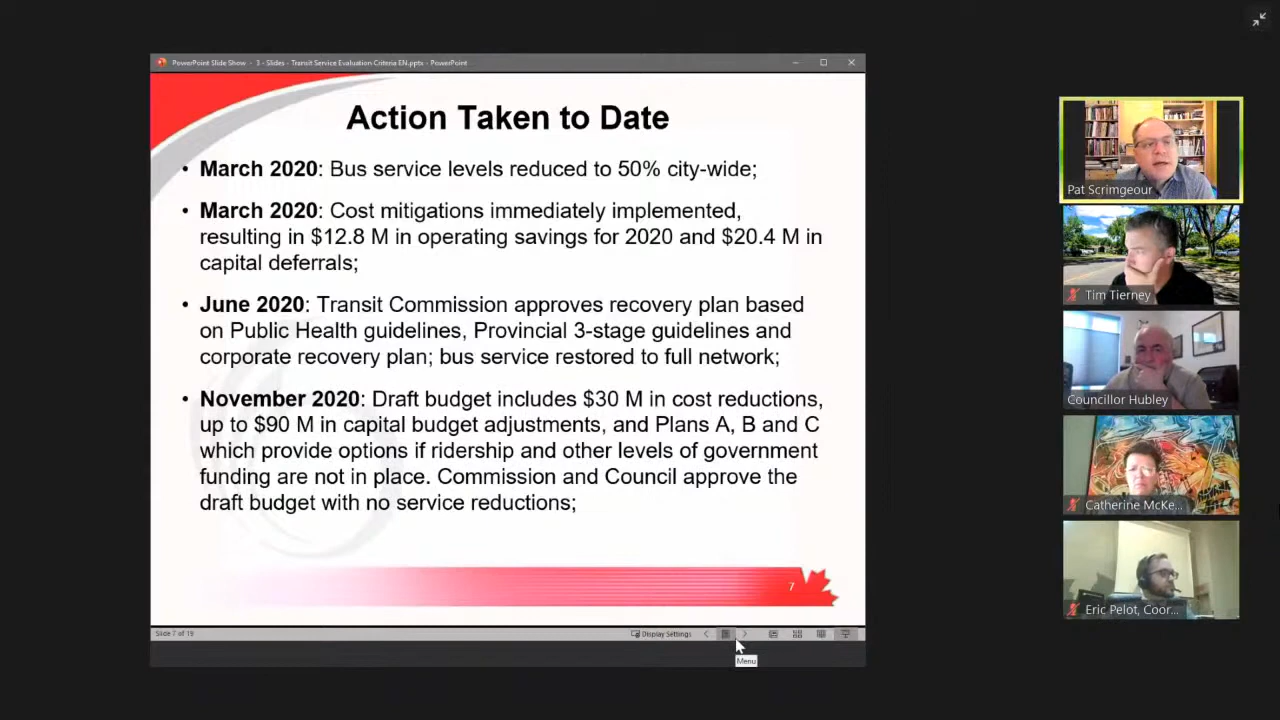 PowerPoint Slide Show - 3 - Slides - Transit Service Evaluation Criteria EN.pptx - PowerPoint
Action Taken to Date
• March 2020: Bus service levels reduced to 50% city-wide;
• March 2020: Cost mitigations immediately implemented,
resulting in $12.8 M in operating savings for 2020 and $20.4 M in
capital deferrals;
• June 2020: Transit Commission approves recovery plan based
on Public Health guidelines, Provincial 3-stage guidelines and
corporate recovery plan; bus service restored to full network;
• November 2020: Draft budget includes $30 M in cost reductions,
up to $90 M in capital budget adjustments, and Plans A, B and C
which provide options if ridership and other levels of government
funding are not in place. Commission and Council approve the
draft budget with no service reductions;
7
Slide 7 of 19
Display Settings
Menu
Pat Scrimgeour
Tim Tierney
Councillor Hubley
Catherine McKe...
Eric Pelot, Coor...